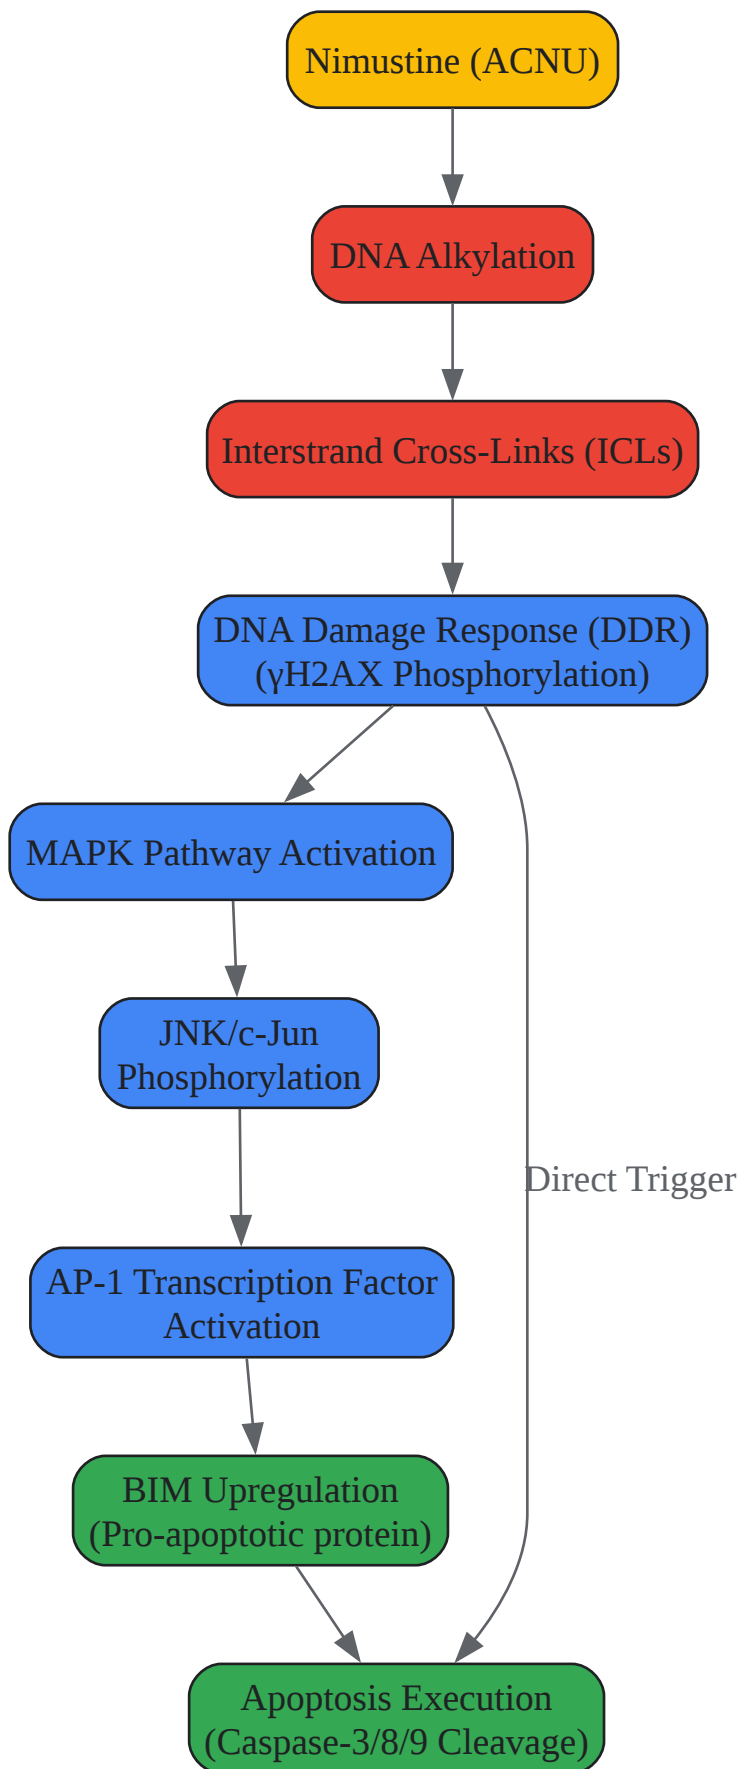 Nimustine (ACNU)
DNA Alkylation
Interstrand Cross-Links (ICLs)
DNA Damage Response (DDR)
(γH2AX Phosphorylation)
MAPK Pathway Activation
JNK/c-Jun
Phosphorylation
Direct Trigger
AP-1 Transcription Factor
Activation
BIM Upregulation
(Pro-apoptotic protein)
Apoptosis Execution
(Caspase-3/8/9 Cleavage)